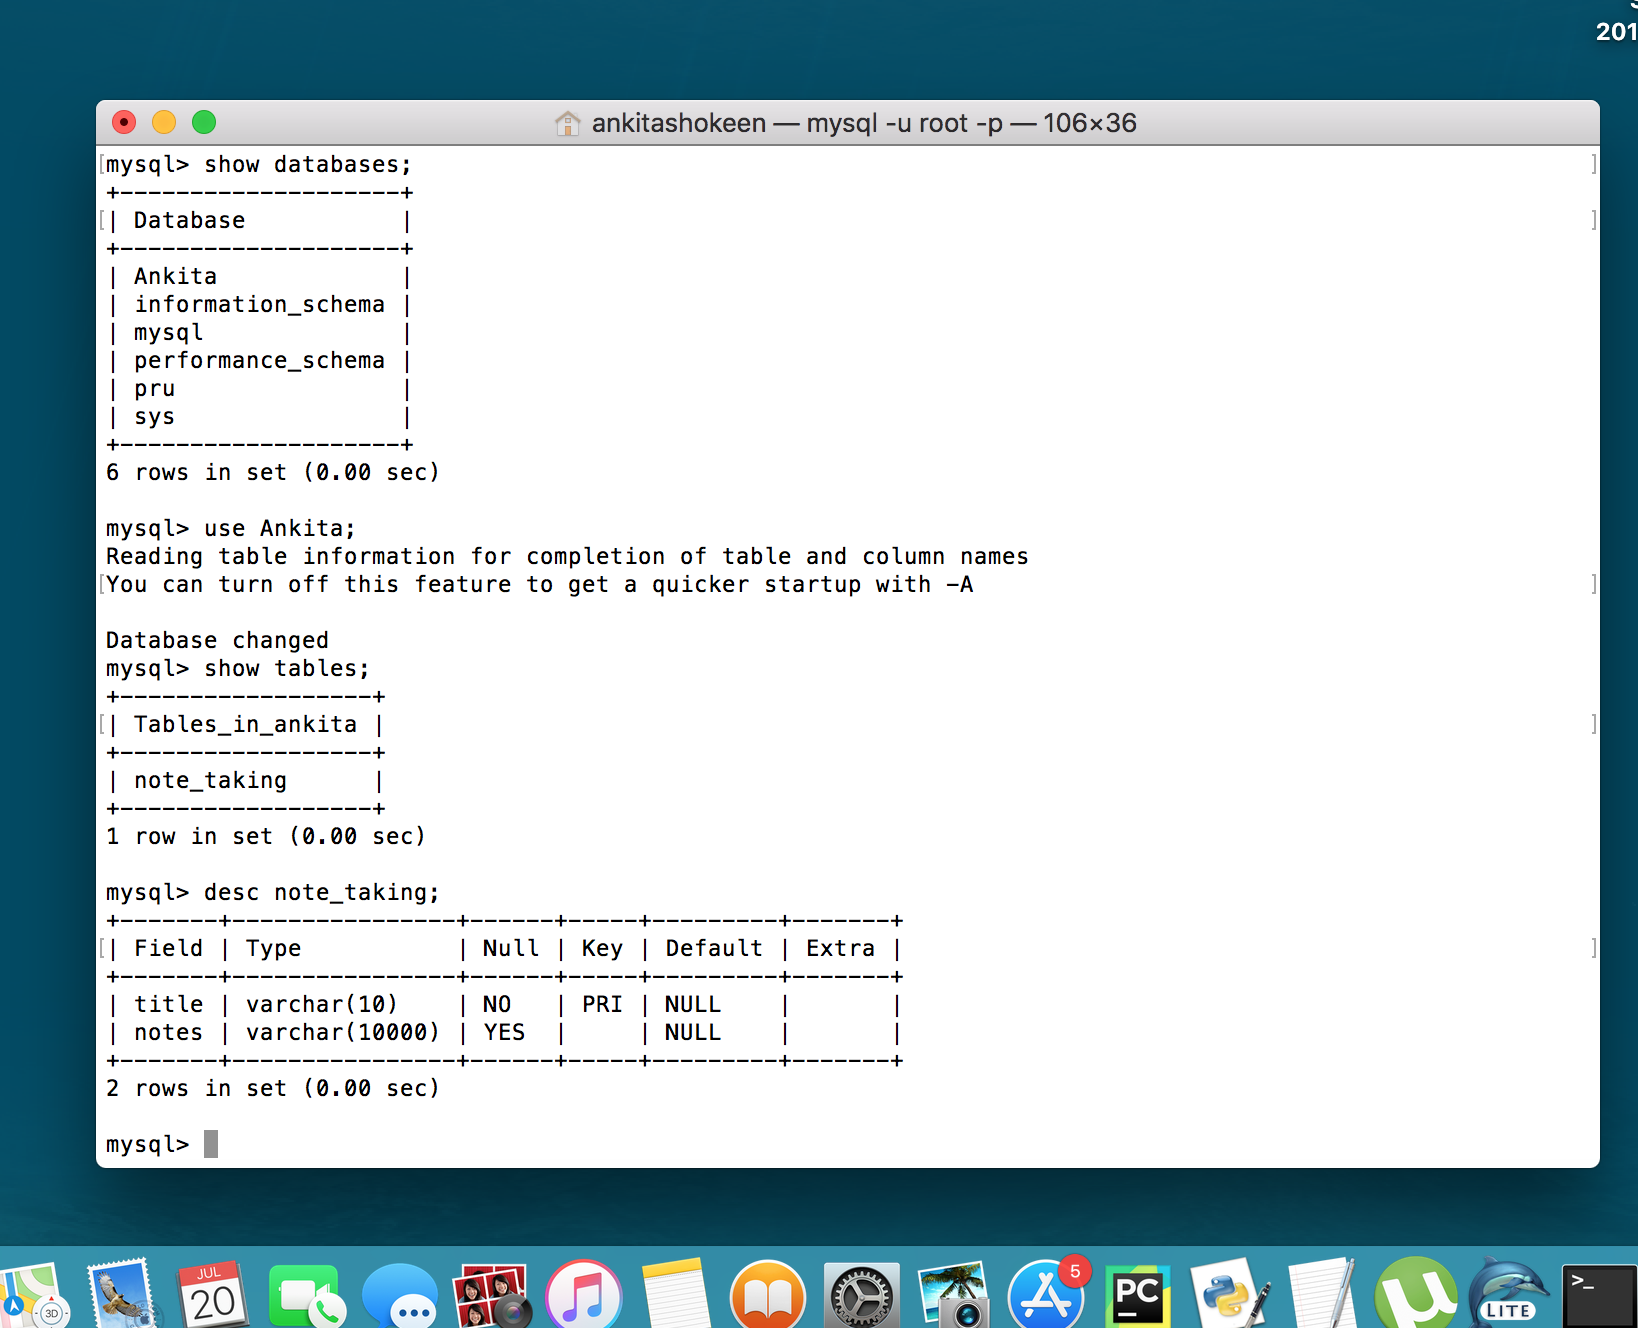 201
ankitashokeen — mysql -u root -p — 106×36
mysql> show databases;
+--------------------+
| Database           |
+--------------------+
| Ankita             |
| information_schema |
| mysql              |
| performance_schema |
| pru                |
| sys                |
+--------------------+
6 rows in set (0.00 sec)
mysql> use Ankita;
Reading table information for completion of table and column names
You can turn off this feature to get a quicker startup with -A
Database changed
mysql> show tables;
+------------------+
| Tables_in_ankita |
+------------------+
| note_taking      |
+------------------+
1 row in set (0.00 sec)
mysql> desc note_taking;
+-------+----------------+------+-----+---------+-------+
| Field | Type           | Null | Key | Default | Extra |
+-------+----------------+------+-----+---------+-------+
| title | varchar(10)    | NO   | PRI | NULL    |       |
| notes | varchar(10000) | YES  |     | NULL    |       |
+-------+----------------+------+-----+---------+-------+
2 rows in set (0.00 sec)
mysql>
3D
JUL
20
5
PC
LITE
>_